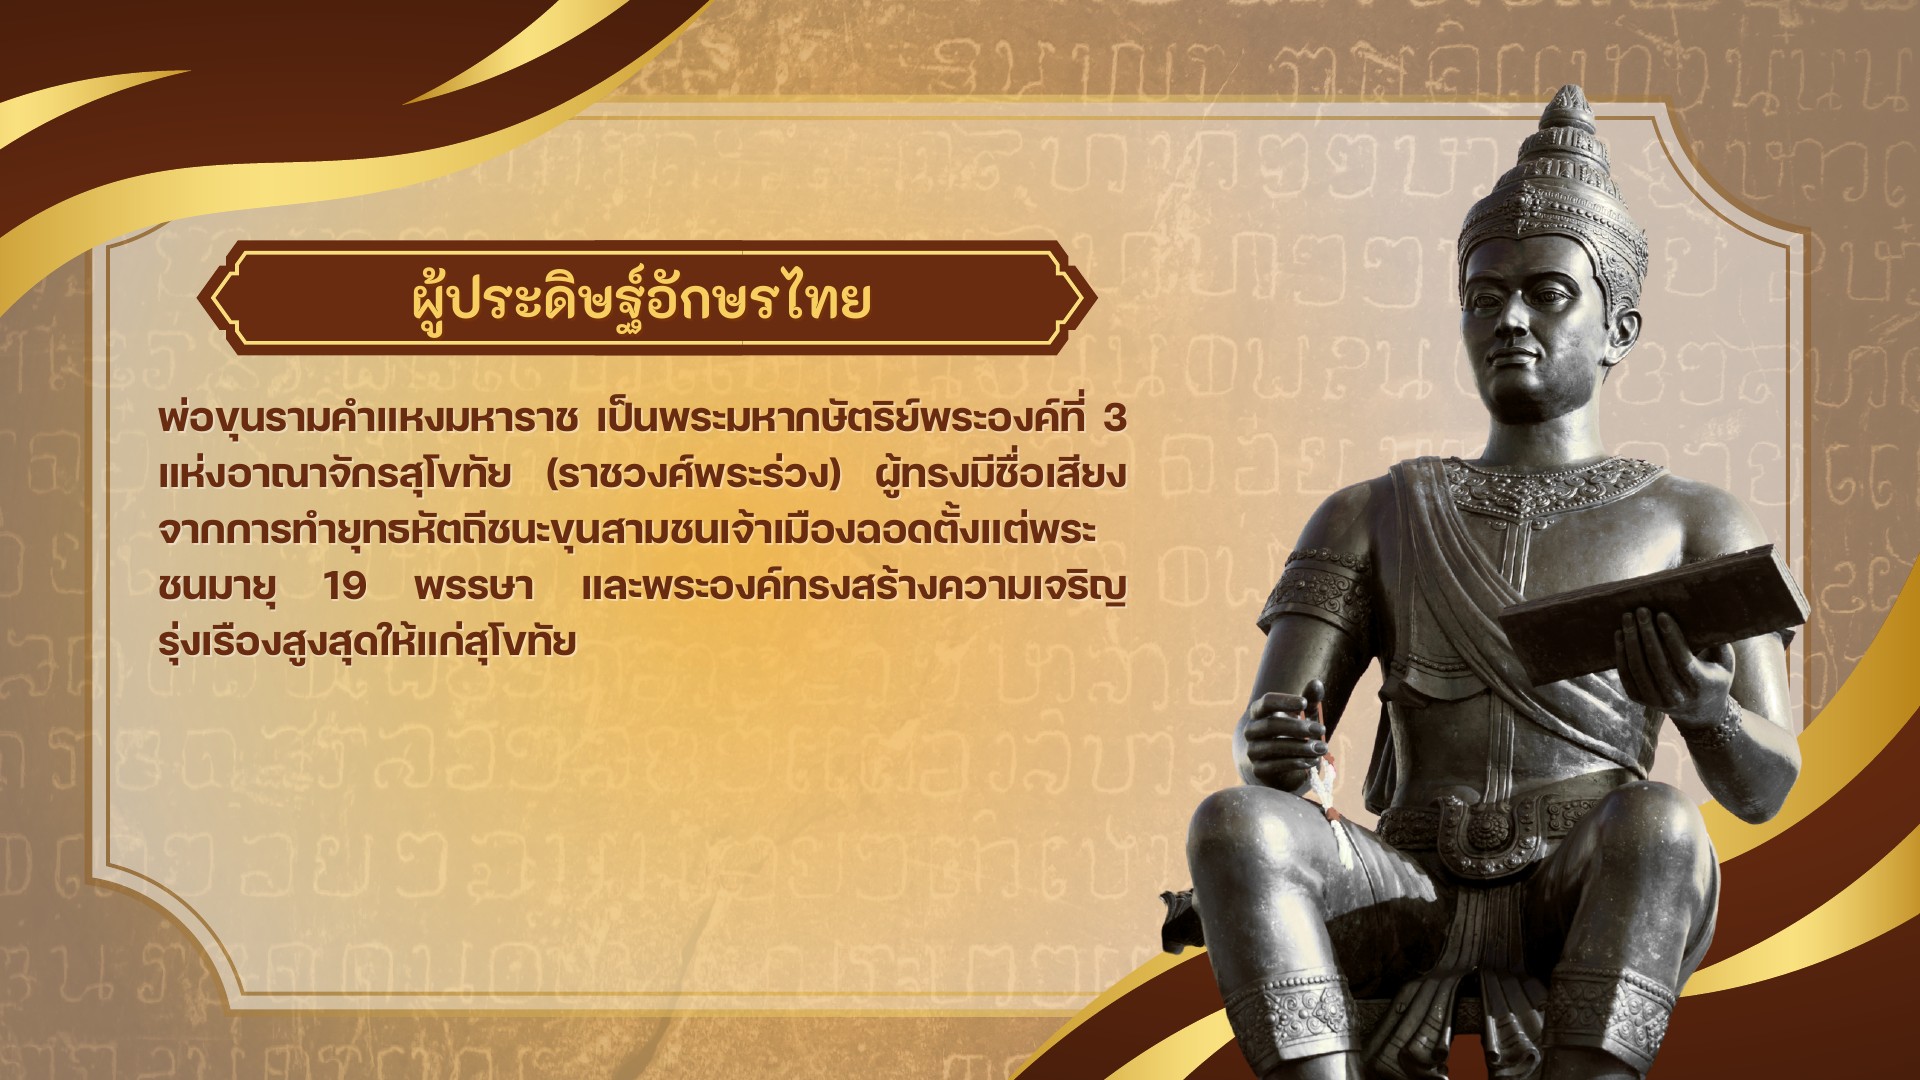 ผู้ประดิษฐ์อักษรไทย
พ่อขุนรามคำแหงมหาราช เป็นพระมหากษัตริย์พระองค์ที่ 3
แห่งอาณาจักรสุโขทัย (ราชวงศ์พระร่วง) ผู้ทรงมีชื่อเสียง
จากการทำยุทธหัตถีชนะขุนสามชนเจ้าเมืองฉอดตั้งแต่พระ
ชนมายุ 19 พรรษา และพระองค์ทรงสร้างความเจริญ
รุ่งเรืองสูงสุดให้แก่สุโขทัย